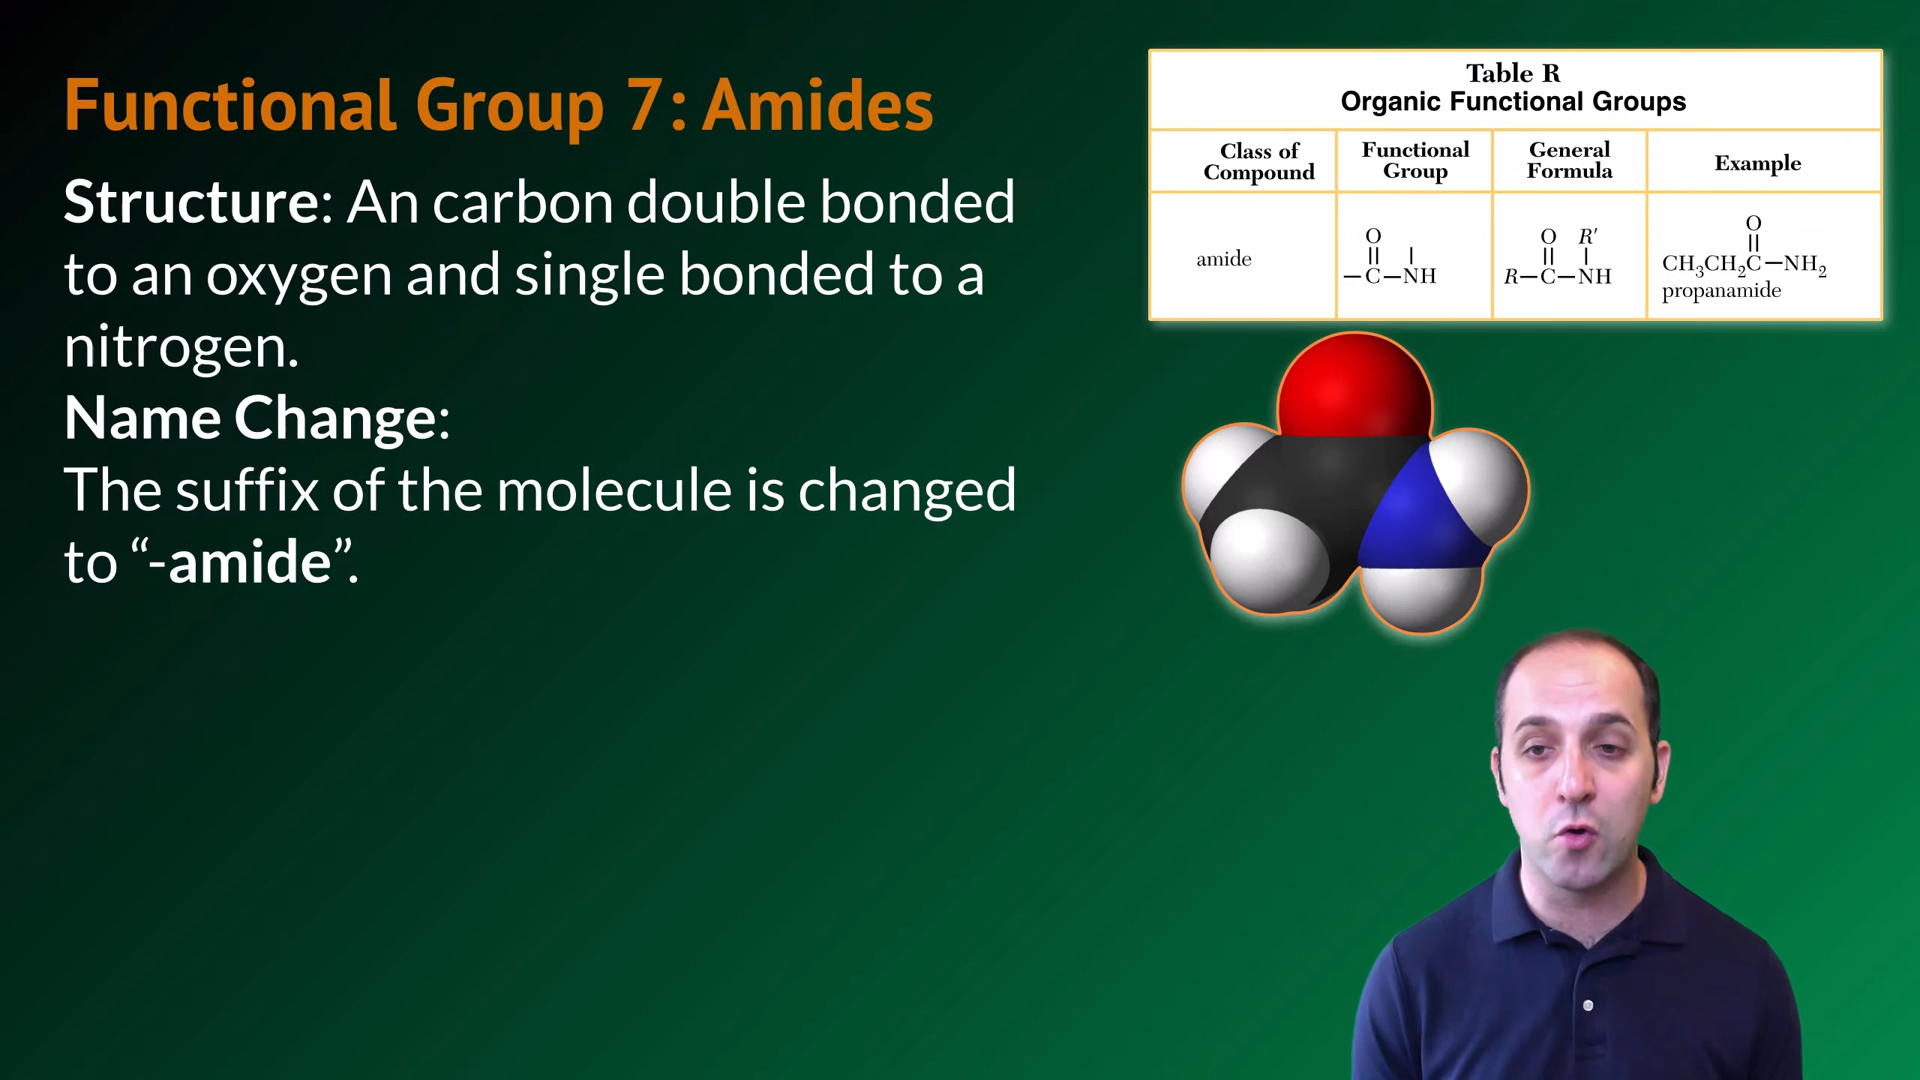 Functional Group 7: Amides
Structure: An carbon double bonded
to an oxygen and single bonded to a
nitrogen.
Name Change:
The suffix of the molecule is changed
to “-amide”.
Table R
Organic Functional Groups
Class of
Compound
Functional
Group
General
Formula
Example
amide
O
|| |
—C—NH
O R′
|| |
R—C—NH
O
||
CH₃CH₂C—NH₂
propanamide